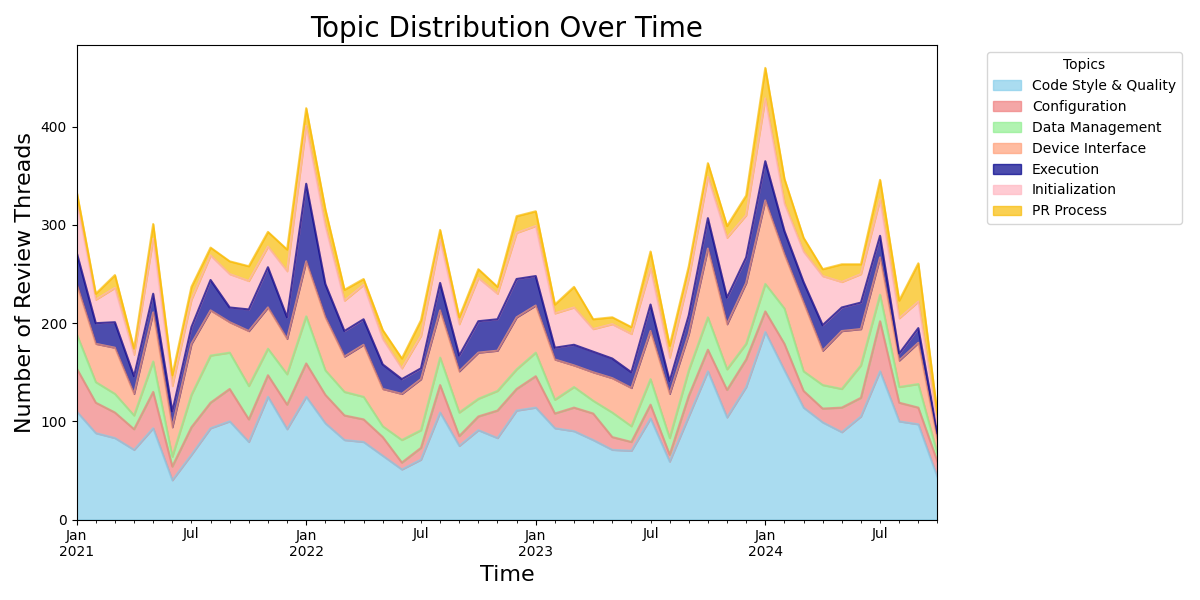 Topic Distribution Over Time
Number of Review Threads
400
300
200
100
0
Jan
2021
Jul
Jan
2022
Jul
Jan
2023
Jul
Jan
2024
Jul
Time
Topics
Code Style & Quality
Configuration
Data Management
Device Interface
Execution
Initialization
PR Process